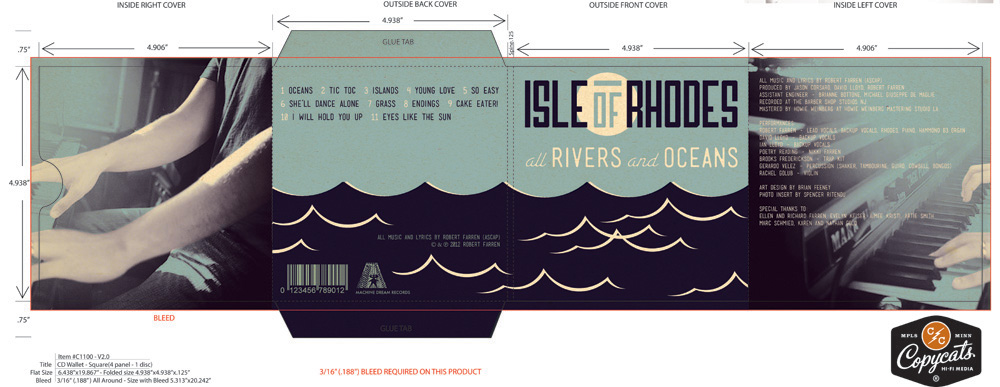 INSIDE RIGHT COVER
OUTSIDE BACK COVER
OUTSIDE FRONT COVER
INSIDE LEFT COVER
4.938"
.75"
4.906"
GLUE TAB
Spine.125
4.938"
4.906"
4.938"
1 OCEANS 2 TIC TOC 3 ISLANDS 4 YOUNG LOVE 5 SO EASY
6 SHE'LL DANCE ALONE 7 GRASS 8 ENDINGS 9 CAKE EATER!
10 I WILL HOLD YOU UP 11 EYES LIKE THE SUN
ALL MUSIC AND LYRICS BY ROBERT FARREN (ASCAP)
© & ℗ 2012 ROBERT FARREN
0 123456 789012
MACHINE DREAM RECORDS
GLUE TAB
ISLE OF RHODES
all RIVERS and OCEANS
ALL MUSIC AND LYRICS BY ROBERT FARREN (ASCAP)
PRODUCED BY JASON CORSARO, DAVID LLOYD, ROBERT FARREN
ASSISTANT ENGINEER - BRIANNE BOTTONE, MICHAEL GIUSEPPE DE MAGLIE
RECORDED AT THE BARBER SHOP STUDIOS NJ
MASTERED BY HOWIE WEINBERG AT HOWIE WEINBERG MASTERING STUDIO LA
PERFORMANCES
ROBERT FARREN - LEAD VOCALS, BACKUP VOCALS, RHODES PIANO, HAMMOND B3 ORGAN
DAVID LLOYD - BACKUP VOCALS
IAN LLOYD - BACKUP VOCALS
POETRY READING - NIKKI FARREN
BROOKS FREDERICKSON - TRAP KIT
GERARDO VELEZ - PERCUSSION (SHAKER, TAMBOURINE, GUIRO, COWBELL, BONGOS)
RACHEL GOLUB - VIOLIN
ART DESIGN BY BRIAN FEENEY
PHOTO INSERT BY SPENCER RITENOUR
SPECIAL THANKS TO
ELLEN AND RICHARD FARREN, EVELYN KEISER, KATIE SMITH
MARC SCHMIED, KAREN AND NATHAN
.75"
BLEED
Item #C1100 - V2.0
Title CD Wallet - Square(4 panel - 1 disc)
Flat Size 6.438"x19.867" - Folded size 4.938"x4.938"x.125"
Bleed 3/16" (.188") All Around - Size with Bleed 5.313"x20.242"
3/16" (.188") BLEED REQUIRED ON THIS PRODUCT
MPLS MINN
CC
Copycats
HI-FI MEDIA
®